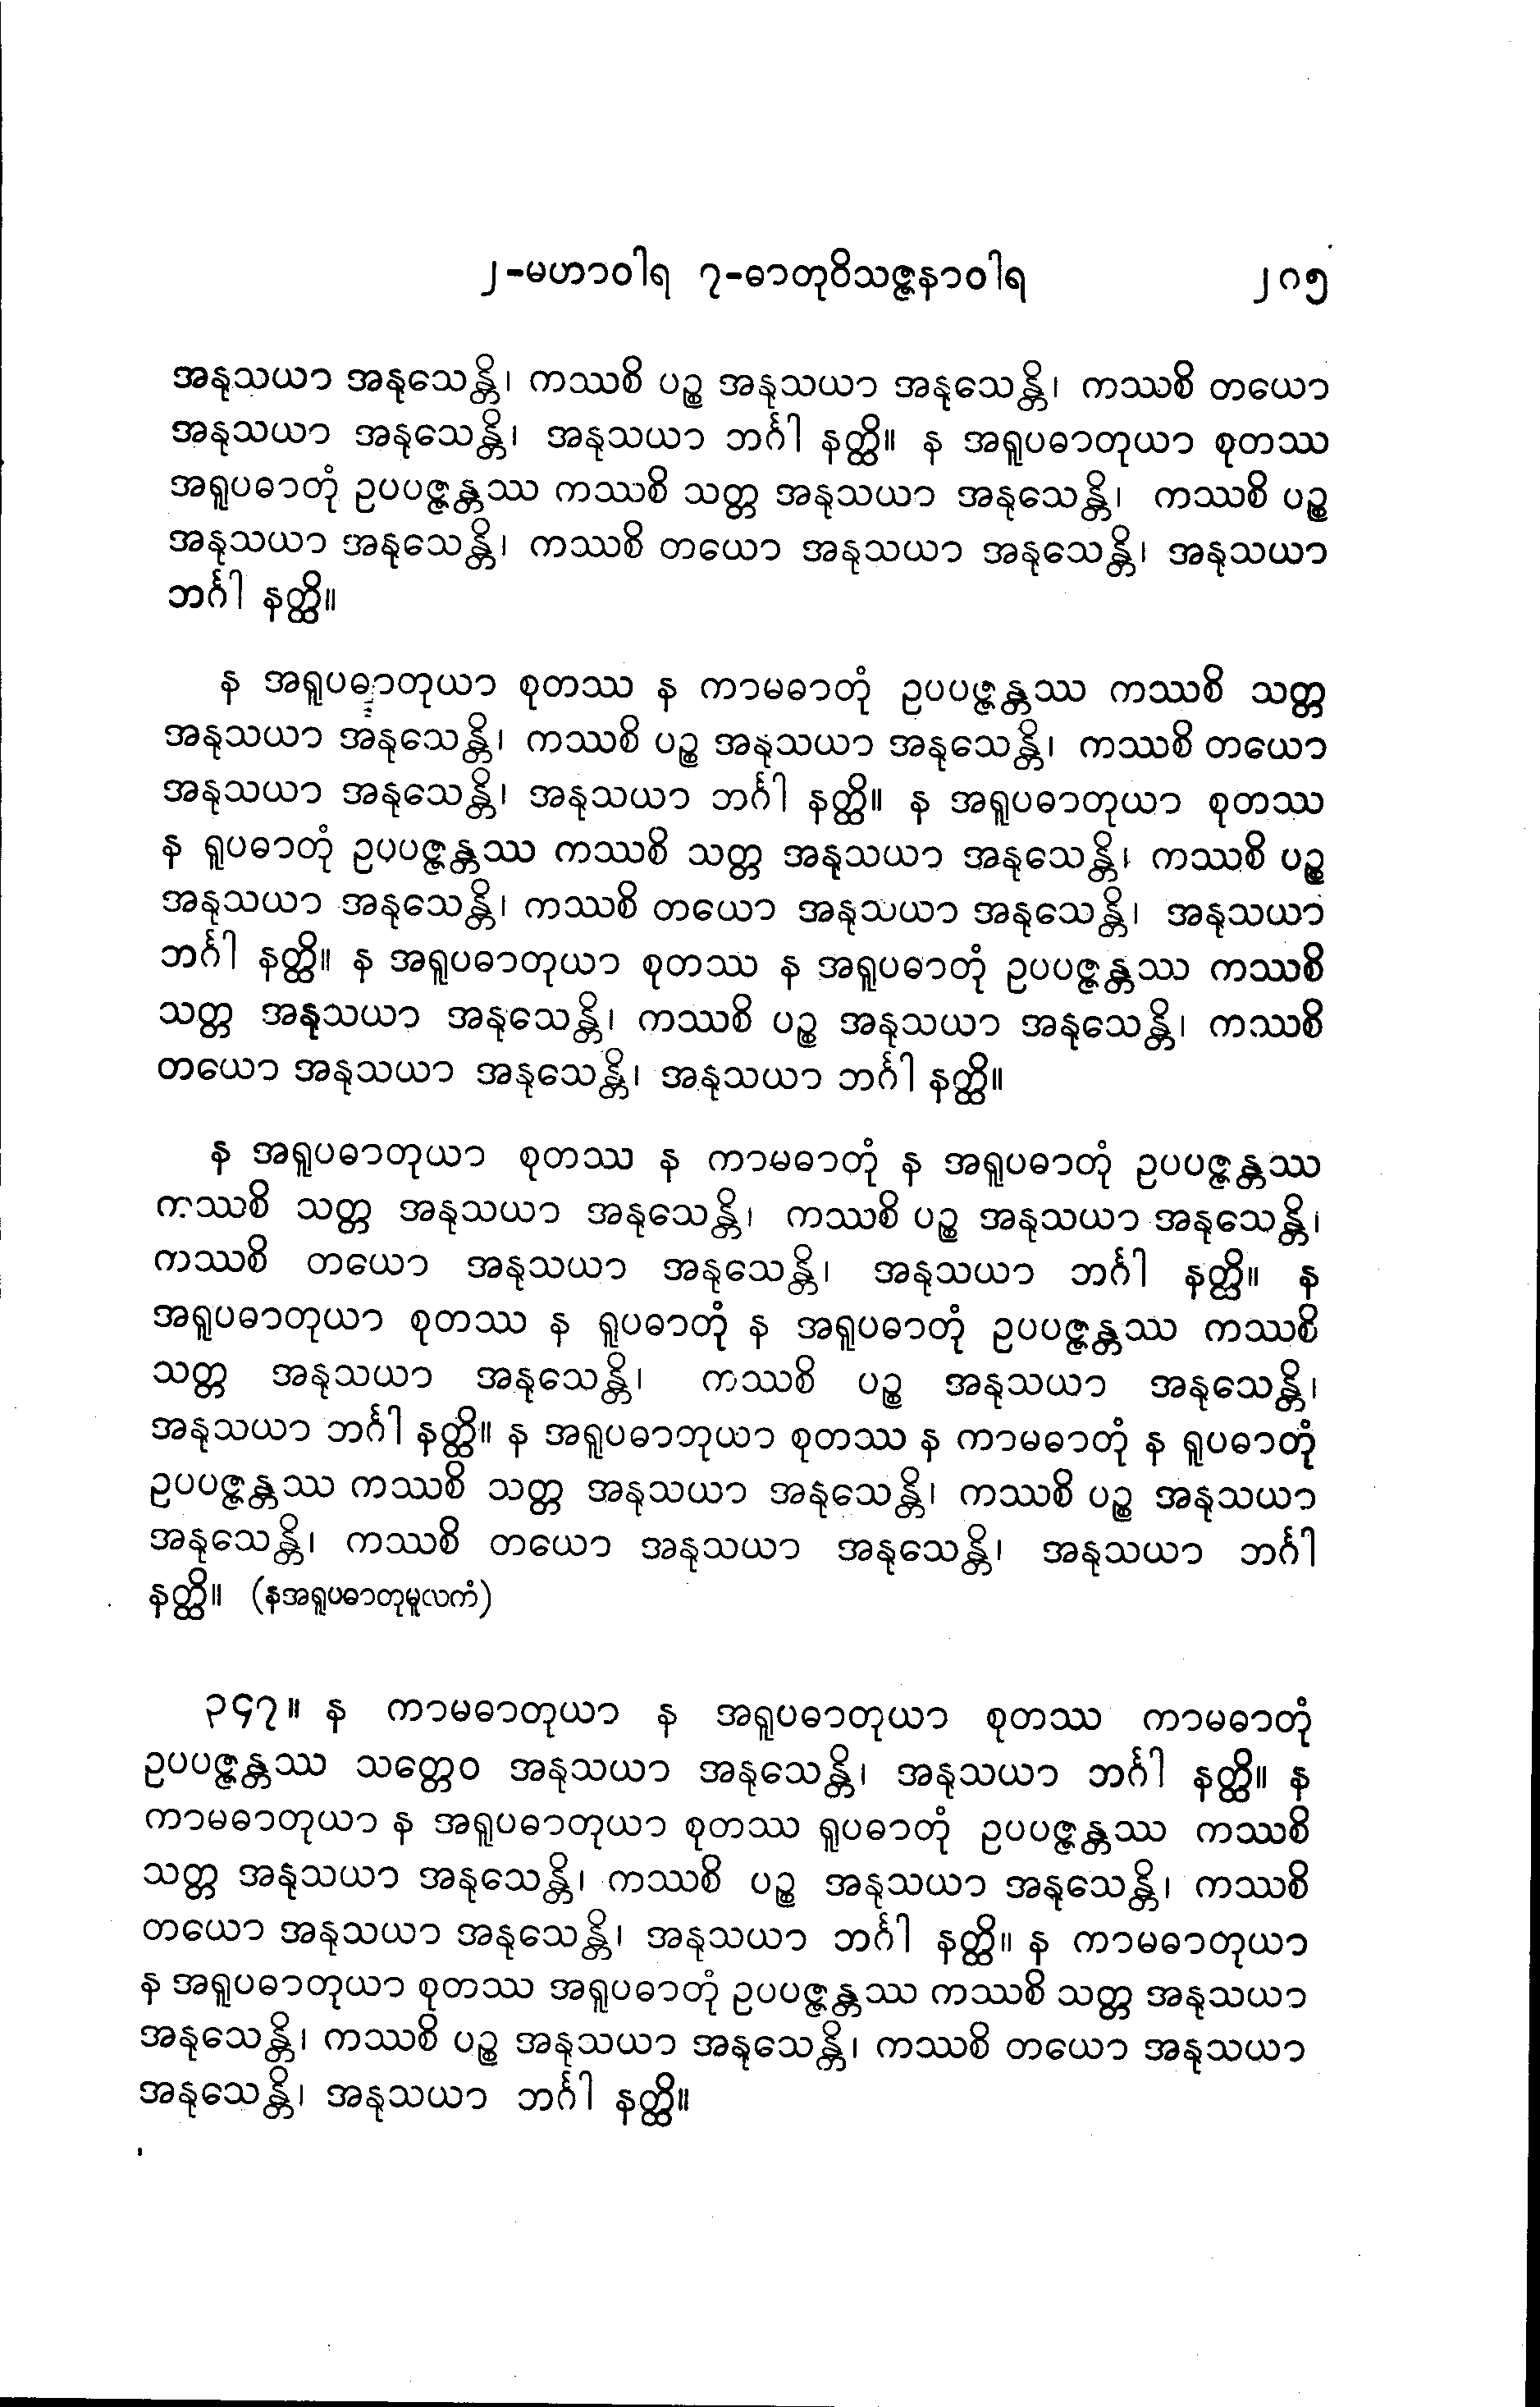 ၂-မဟာဝါရ ၇-ဓာတုဝိသဇ္ဇနာဝါရ ၂၈၅
အနုသယာ အနုသေန္တိ၊ ကဿစိ ပဉ္စ အနုသယာ အနုသေန္တိ၊ ကဿစိ တယော
အနုသယာ အနုသေန္တိ၊ အနုသယာ ဘင်္ဂါ နတ္ထိ။ န အရူပဓာတုယာ စုတဿ
အရူပဓာတုံ ဥပပဇ္ဇန္တဿ ကဿစိ သတ္တ အနုသယာ အနုသေန္တိ၊ ကဿစိ ပဉ္စ
အနုသယာ အနုသေန္တိ၊ ကဿစိ တယော အနုသယာ အနုသေန္တိ၊ အနုသယာ
ဘင်္ဂါ နတ္ထိ။
န အရူပဓာတုယာ စုတဿ န ကာမဓာတုံ ဥပပဇ္ဇန္တဿ ကဿစိ သတ္တ
အနုသယာ အနုသေန္တိ၊ ကဿစိ ပဉ္စ အနုသယာ အနုသေန္တိ၊ ကဿစိ တယော
အနုသယာ အနုသေန္တိ၊ အနုသယာ ဘင်္ဂါ နတ္ထိ။ န အရူပဓာတုယာ စုတဿ
န ရူပဓာတုံ ဥပပဇ္ဇန္တဿ ကဿစိ သတ္တ အနုသယာ အနုသေန္တိ၊ ကဿစိ ပဉ္စ
အနုသယာ အနုသေန္တိ၊ ကဿစိ တယော အနုသယာ အနုသေန္တိ၊ အနုသယာ
ဘင်္ဂါ နတ္ထိ။ န အရူပဓာတုယာ စုတဿ န အရူပဓာတုံ ဥပပဇ္ဇန္တဿ ကဿစိ
သတ္တ အနုသယာ အနုသေန္တိ၊ ကဿစိ ပဉ္စ အနုသယာ အနုသေန္တိ၊ ကဿစိ
တယော အနုသယာ အနုသေန္တိ၊ အနုသယာ ဘင်္ဂါ နတ္ထိ။
န အရူပဓာတုယာ စုတဿ န ကာမဓာတုံ န အရူပဓာတုံ ဥပပဇ္ဇန္တဿ
ကဿစိ သတ္တ အနုသယာ အနုသေန္တိ၊ ကဿစိ ပဉ္စ အနုသယာ အနုသေန္တိ၊
ကဿစိ တယော အနုသယာ အနုသေန္တိ၊ အနုသယာ ဘင်္ဂါ နတ္ထိ။ န
အရူပဓာတုယာ စုတဿ န ရူပဓာတုံ န အရူပဓာတုံ ဥပပဇ္ဇန္တဿ ကဿစိ
သတ္တ အနုသယာ အနုသေန္တိ၊ ကဿစိ ပဉ္စ အနုသယာ အနုသေန္တိ၊
အနုသယာ ဘင်္ဂါ နတ္ထိ။ န အရူပဓာဘုယာ စုတဿ န ကာမဓာတုံ န ရူပဓာတုံ
ဥပပဇ္ဇန္တဿ ကဿစိ သတ္တ အနုသယာ အနုသေန္တိ၊ ကဿစိ ပဉ္စ အနုသယာ
အနုသေန္တိ၊ ကဿစိ တယော အနုသယာ အနုသေန္တိ၊ အနုသယာ ဘင်္ဂါ
နတ္ထိ။ (နအရူပဓာတုမူလကံ)
၃၄၇။ န ကာမဓာတုယာ န အရူပဓာတုယာ စုတဿ ကာမဓာတုံ
ဥပပဇ္ဇန္တဿ သတ္တေဝ အနုသယာ အနုသေန္တိ၊ အနုသယာ ဘင်္ဂါ နတ္ထိ။ န
ကာမဓာတုယာ န အရူပဓာတုယာ စုတဿ ရူပဓာတုံ ဥပပဇ္ဇန္တဿ ကဿစိ
သတ္တ အနုသယာ အနုသေန္တိ၊ ကဿစိ ပဉ္စ အနုသယာ အနုသေန္တိ၊ ကဿစိ
တယော အနုသယာ အနုသေန္တိ၊ အနုသယာ ဘင်္ဂါ နတ္ထိ။ န ကာမဓာတုယာ
န အရူပဓာတုယာ စုတဿ အရူပဓာတုံ ဥပပဇ္ဇန္တဿ ကဿစိ သတ္တ အနုသယာ
အနုသေန္တိ၊ ကဿစိ ပဉ္စ အနုသယာ အနုသေန္တိ၊ ကဿစိ တယော အနုသယာ
အနုသေန္တိ၊ အနုသယာ ဘင်္ဂါ နတ္ထိ။